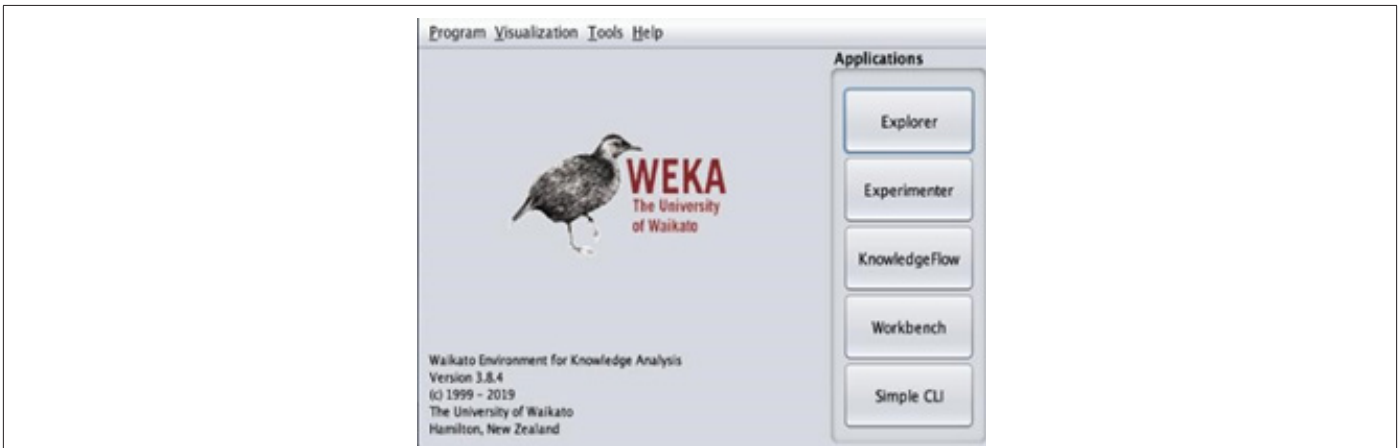 Program Visualization Tools Help
Applications
Explorer
Experimenter
KnowledgeFlow
Workbench
Simple CLI
WEKA
The University
of Waikato
Waikato Environment for Knowledge Analysis
Version 3.8.4
(c) 1999 - 2019
The University of Waikato
Hamilton, New Zealand